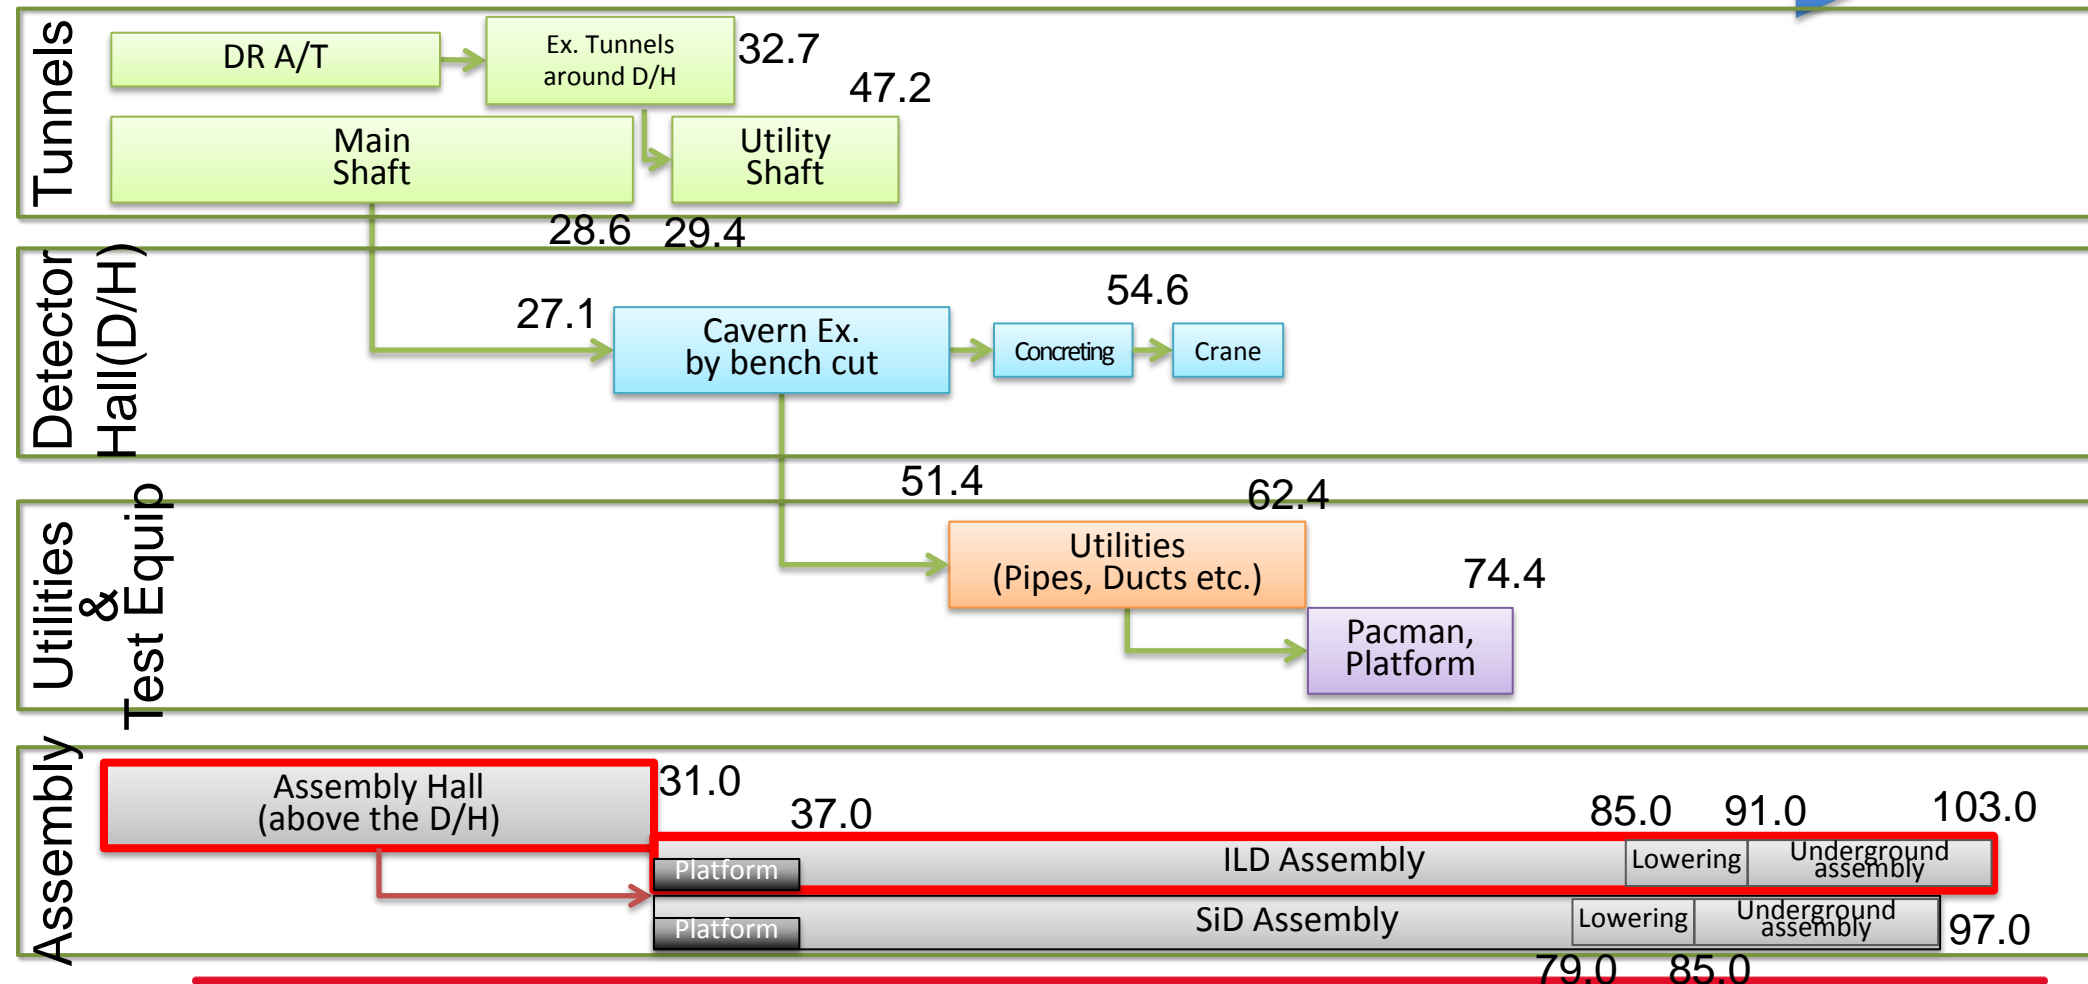 Tunnels
DR A/T
Ex. Tunnels
around D/H
32.7
47.2
Main
Shaft
Utility
Shaft
28.6
29.4
Detector
Hall(D/H)
27.1
Cavern Ex.
by bench cut
54.6
Concreting
Crane
Utilities
&
Test Equip
51.4
62.4
Utilities
(Pipes, Ducts etc.)
74.4
Pacman,
Platform
Assembly
Assembly Hall
(above the D/H)
31.0
37.0
85.0
91.0
103.0
Platform
ILD Assembly
Lowering
Underground
assembly
Platform
SiD Assembly
Lowering
Underground
assembly
97.0
79.0
85.0